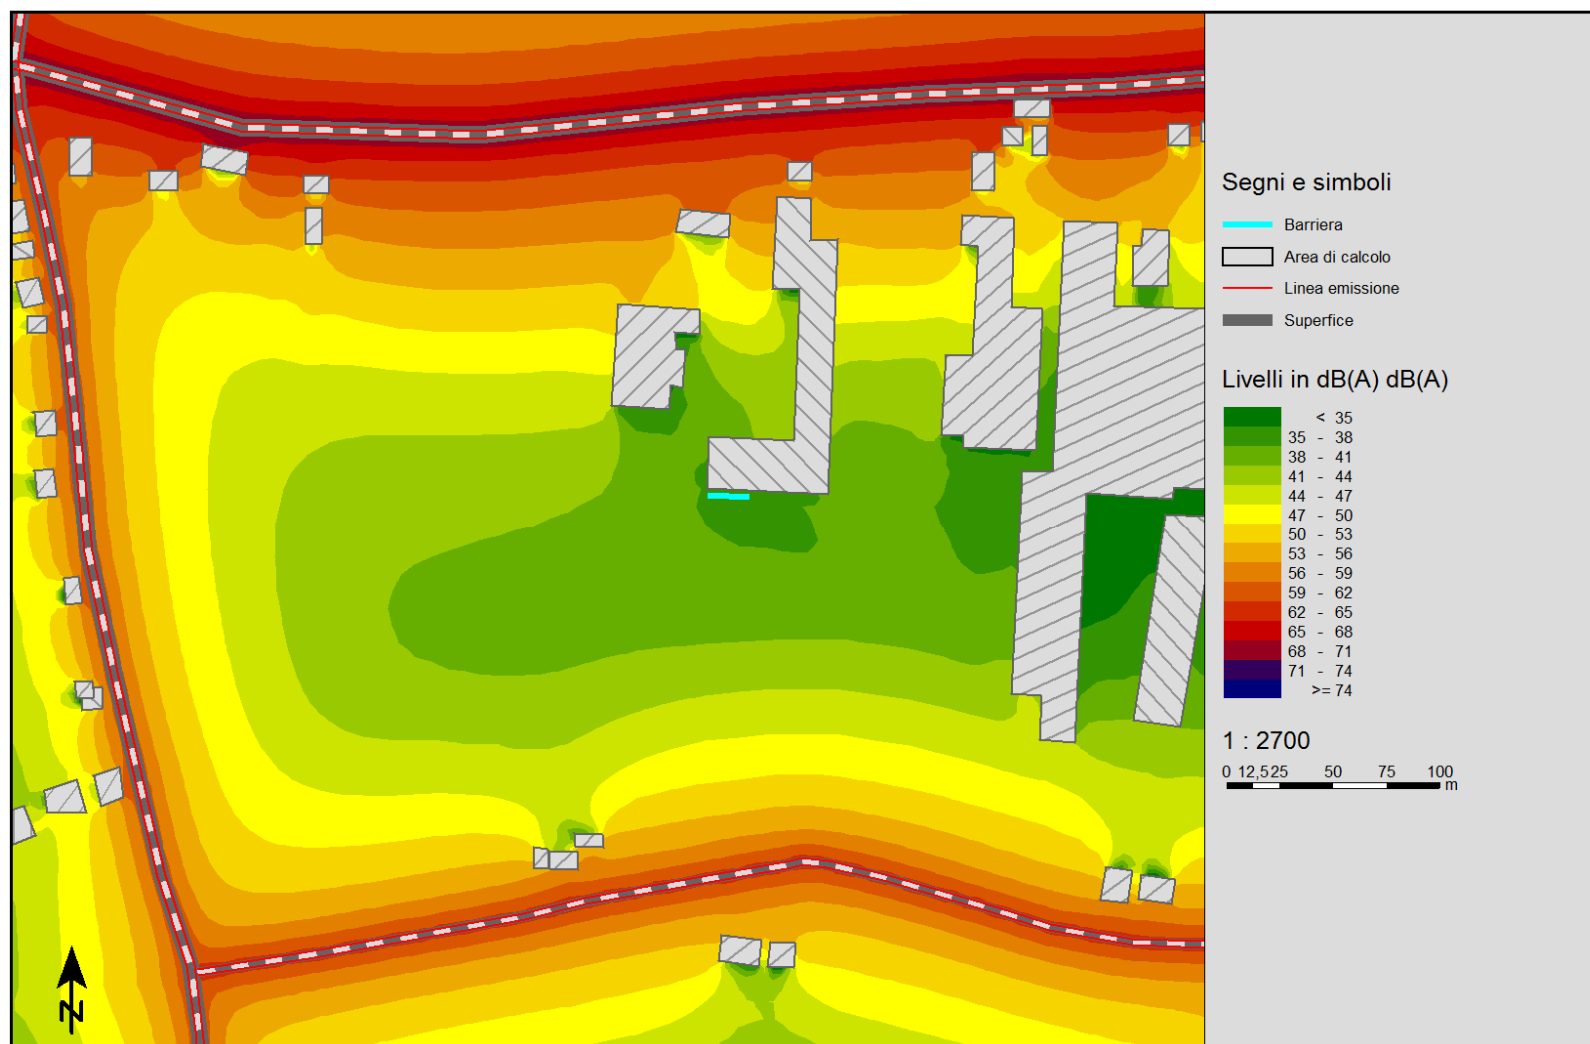 Segni e simboli
Barriera
Area di calcolo
Linea emissione
Superfice
Livelli in dB(A) dB(A)
< 35
35 - 38
38 - 41
41 - 44
44 - 47
47 - 50
50 - 53
53 - 56
56 - 59
59 - 62
62 - 65
65 - 68
68 - 71
71 - 74
>= 74
1 : 2700
0 12,525 50 75 100
m
N